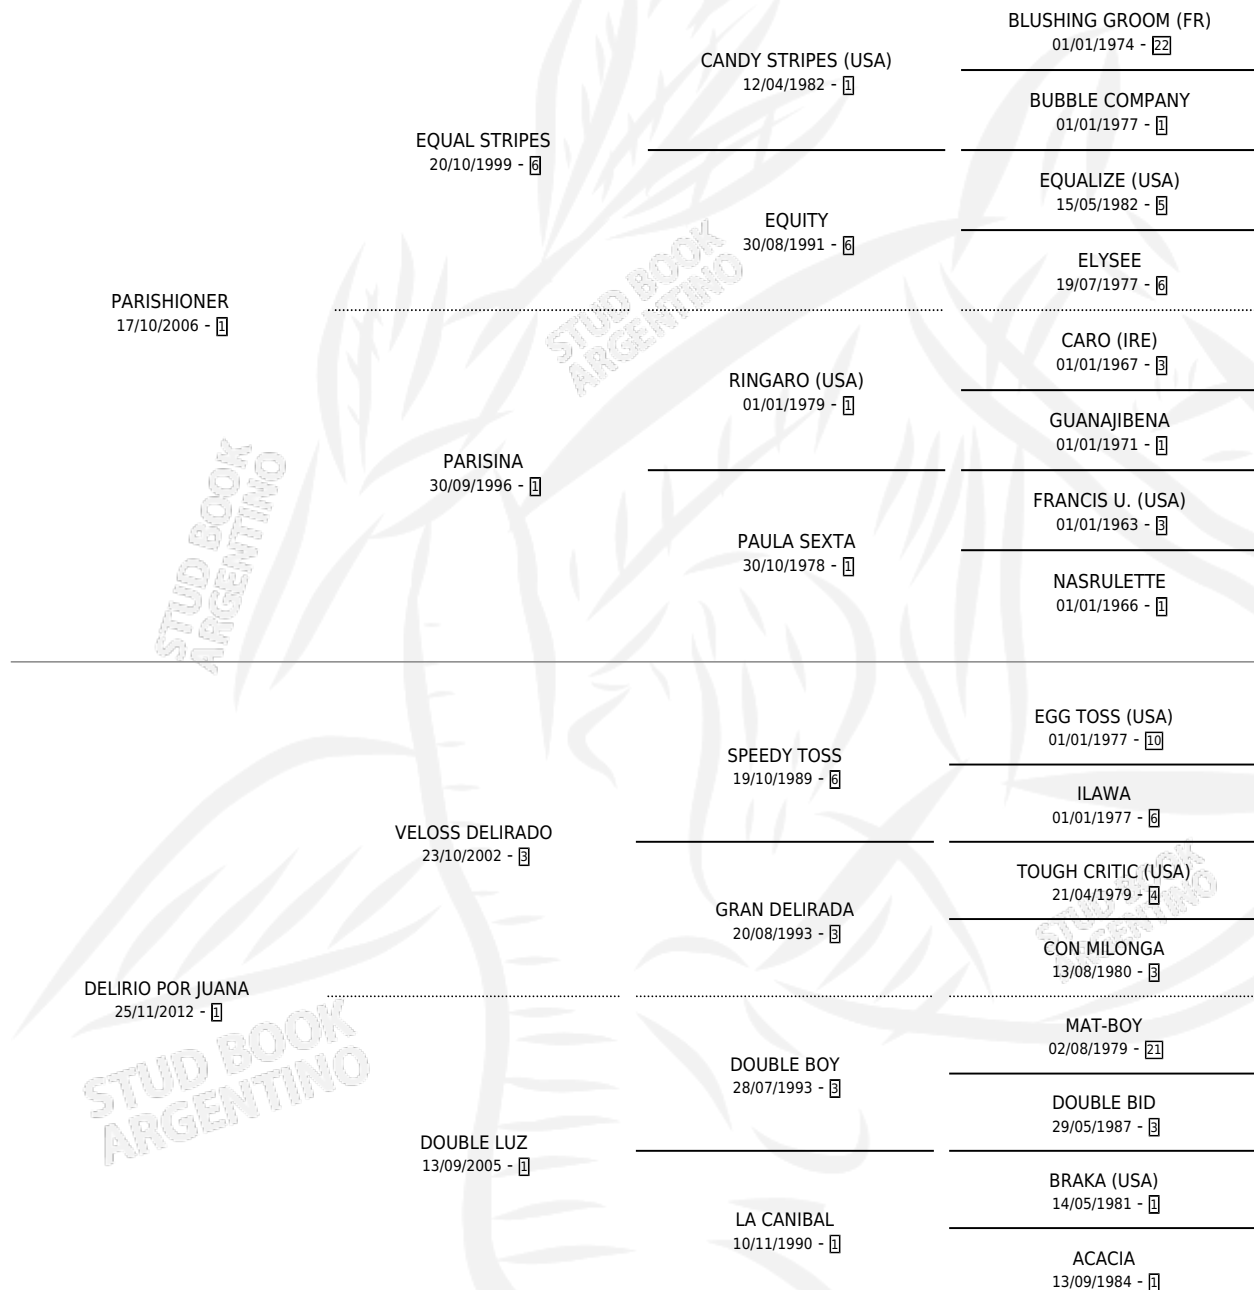 BLUSHING GROOM (FR)
01/01/1974 - 22
CANDY STRIPES (USA)
12/04/1982 - 1
BUBBLE COMPANY
01/01/1977 - 1
EQUAL STRIPES
20/10/1999 - 6
EQUALIZE (USA)
15/05/1982 - 5
EQUITY
30/08/1991 - 6
ELYSEE
19/07/1977 - 6
PARISHIONER
17/10/2006 - 1
CARO (IRE)
01/01/1967 - 3
RINGARO (USA)
01/01/1979 - 1
GUANAJIBENA
01/01/1971 - 1
PARISINA
30/09/1996 - 1
FRANCIS U. (USA)
01/01/1963 - 3
PAULA SEXTA
30/10/1978 - 1
NASRULETTE
01/01/1966 - 1
EGG TOSS (USA)
01/01/1977 - 10
SPEEDY TOSS
19/10/1989 - 6
ILAWA
01/01/1977 - 6
VELOSS DELIRADO
23/10/2002 - 3
TOUGH CRITIC (USA)
21/04/1979 - 4
GRAN DELIRADA
20/08/1993 - 3
CON MILONGA
13/08/1980 - 3
DELIRIO POR JUANA
25/11/2012 - 1
MAT-BOY
02/08/1979 - 21
DOUBLE BOY
28/07/1993 - 3
DOUBLE BID
29/05/1987 - 3
DOUBLE LUZ
13/09/2005 - 1
BRAKA (USA)
14/05/1981 - 1
LA CANIBAL
10/11/1990 - 1
ACACIA
13/09/1984 - 1
STUD BOOK
ARGENTINO
STUD BOOK
ARGENTINO
STUD BOOK
ARGENTINO
STUD BOOK
ARGENTINO